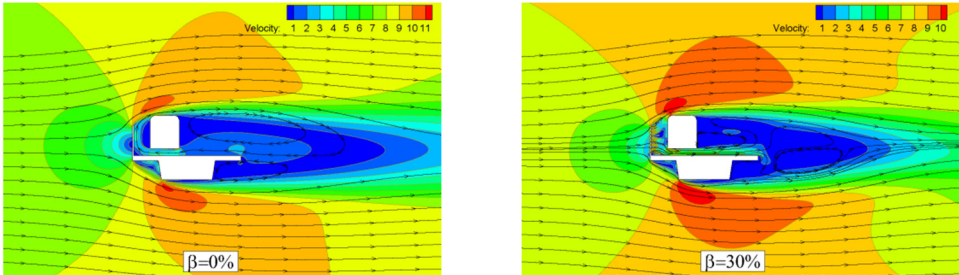 Velocity: 1 2 3 4 5 6 7 8 9 10 11
β=0%
Velocity: 1 2 3 4 5 6 7 8 9 10
β=30%